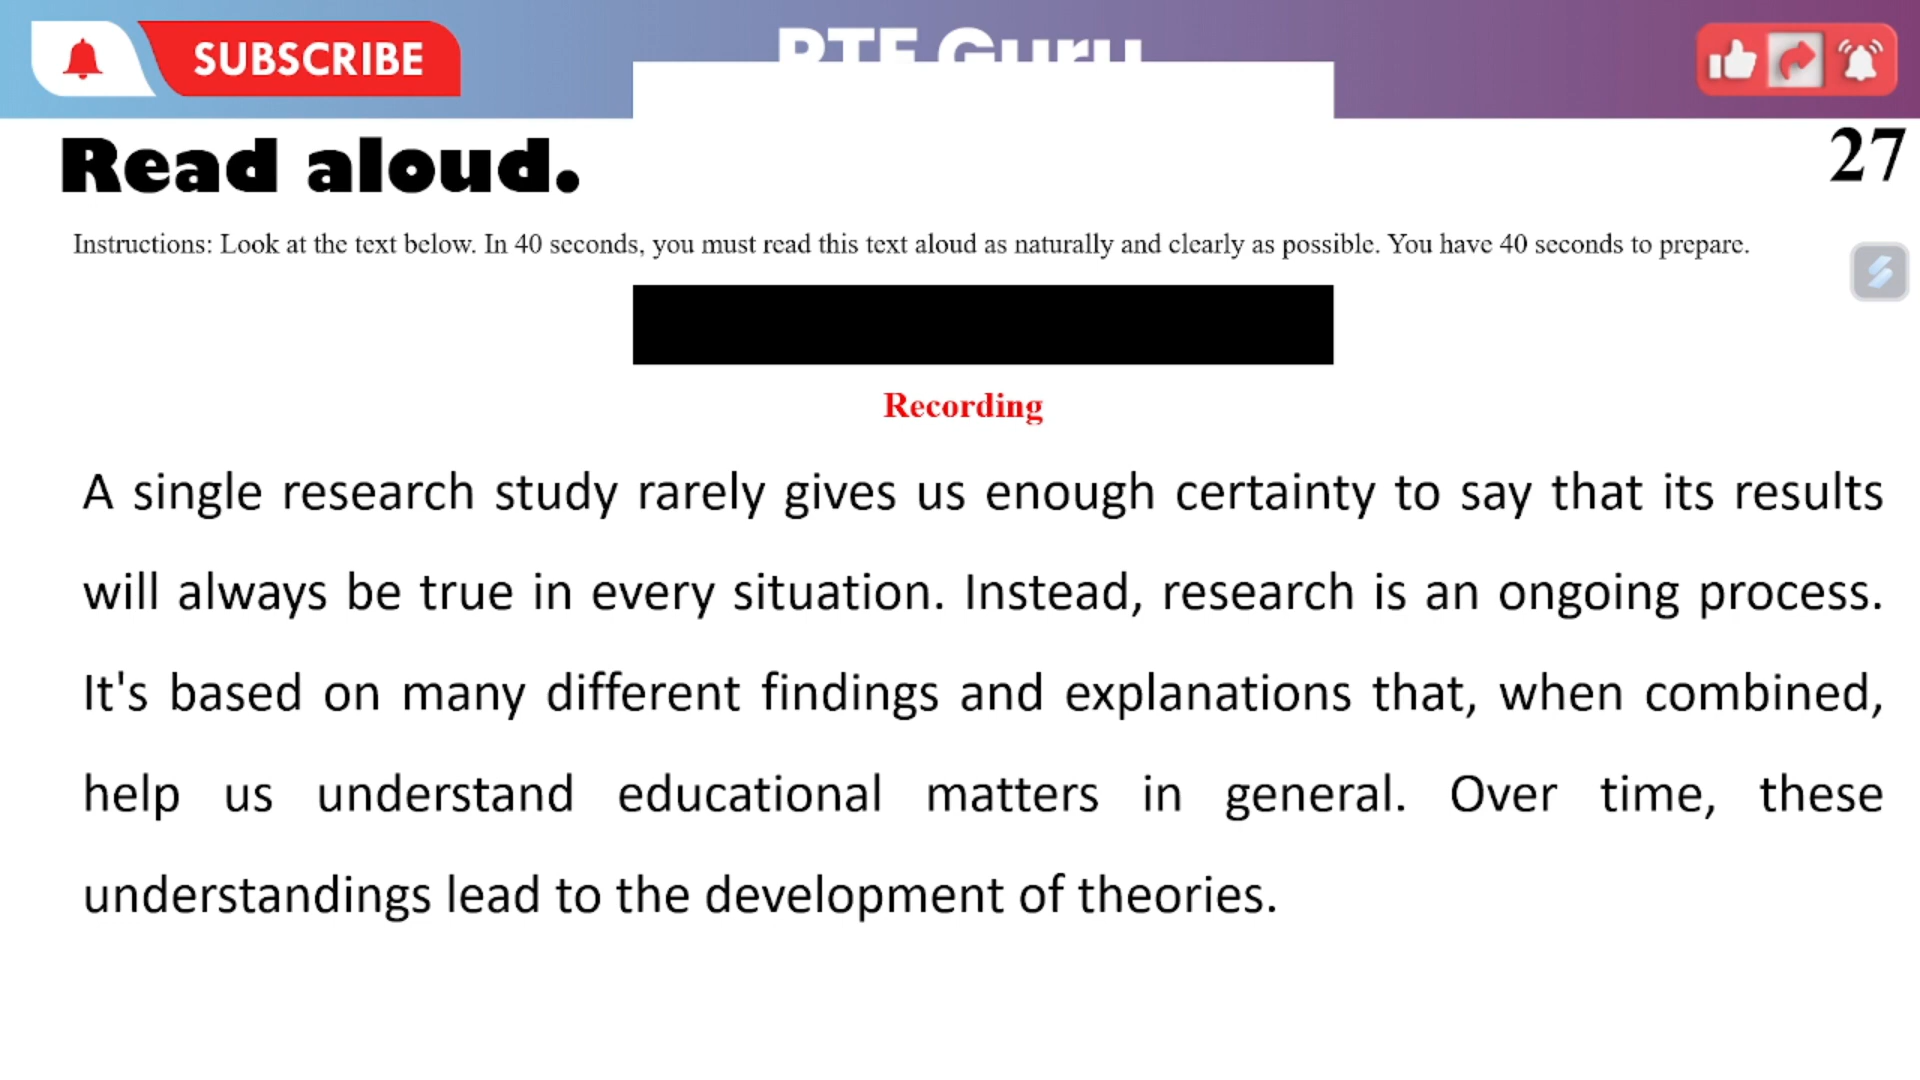 SUBSCRIBE
PTE Guru
Read aloud.
27
Instructions: Look at the text below. In 40 seconds, you must read this text aloud as naturally and clearly as possible. You have 40 seconds to prepare.
Recording
A single research study rarely gives us enough certainty to say that its results
will always be true in every situation. Instead, research is an ongoing process.
It's based on many different findings and explanations that, when combined,
help us understand educational matters in general. Over time, these
understandings lead to the development of theories.